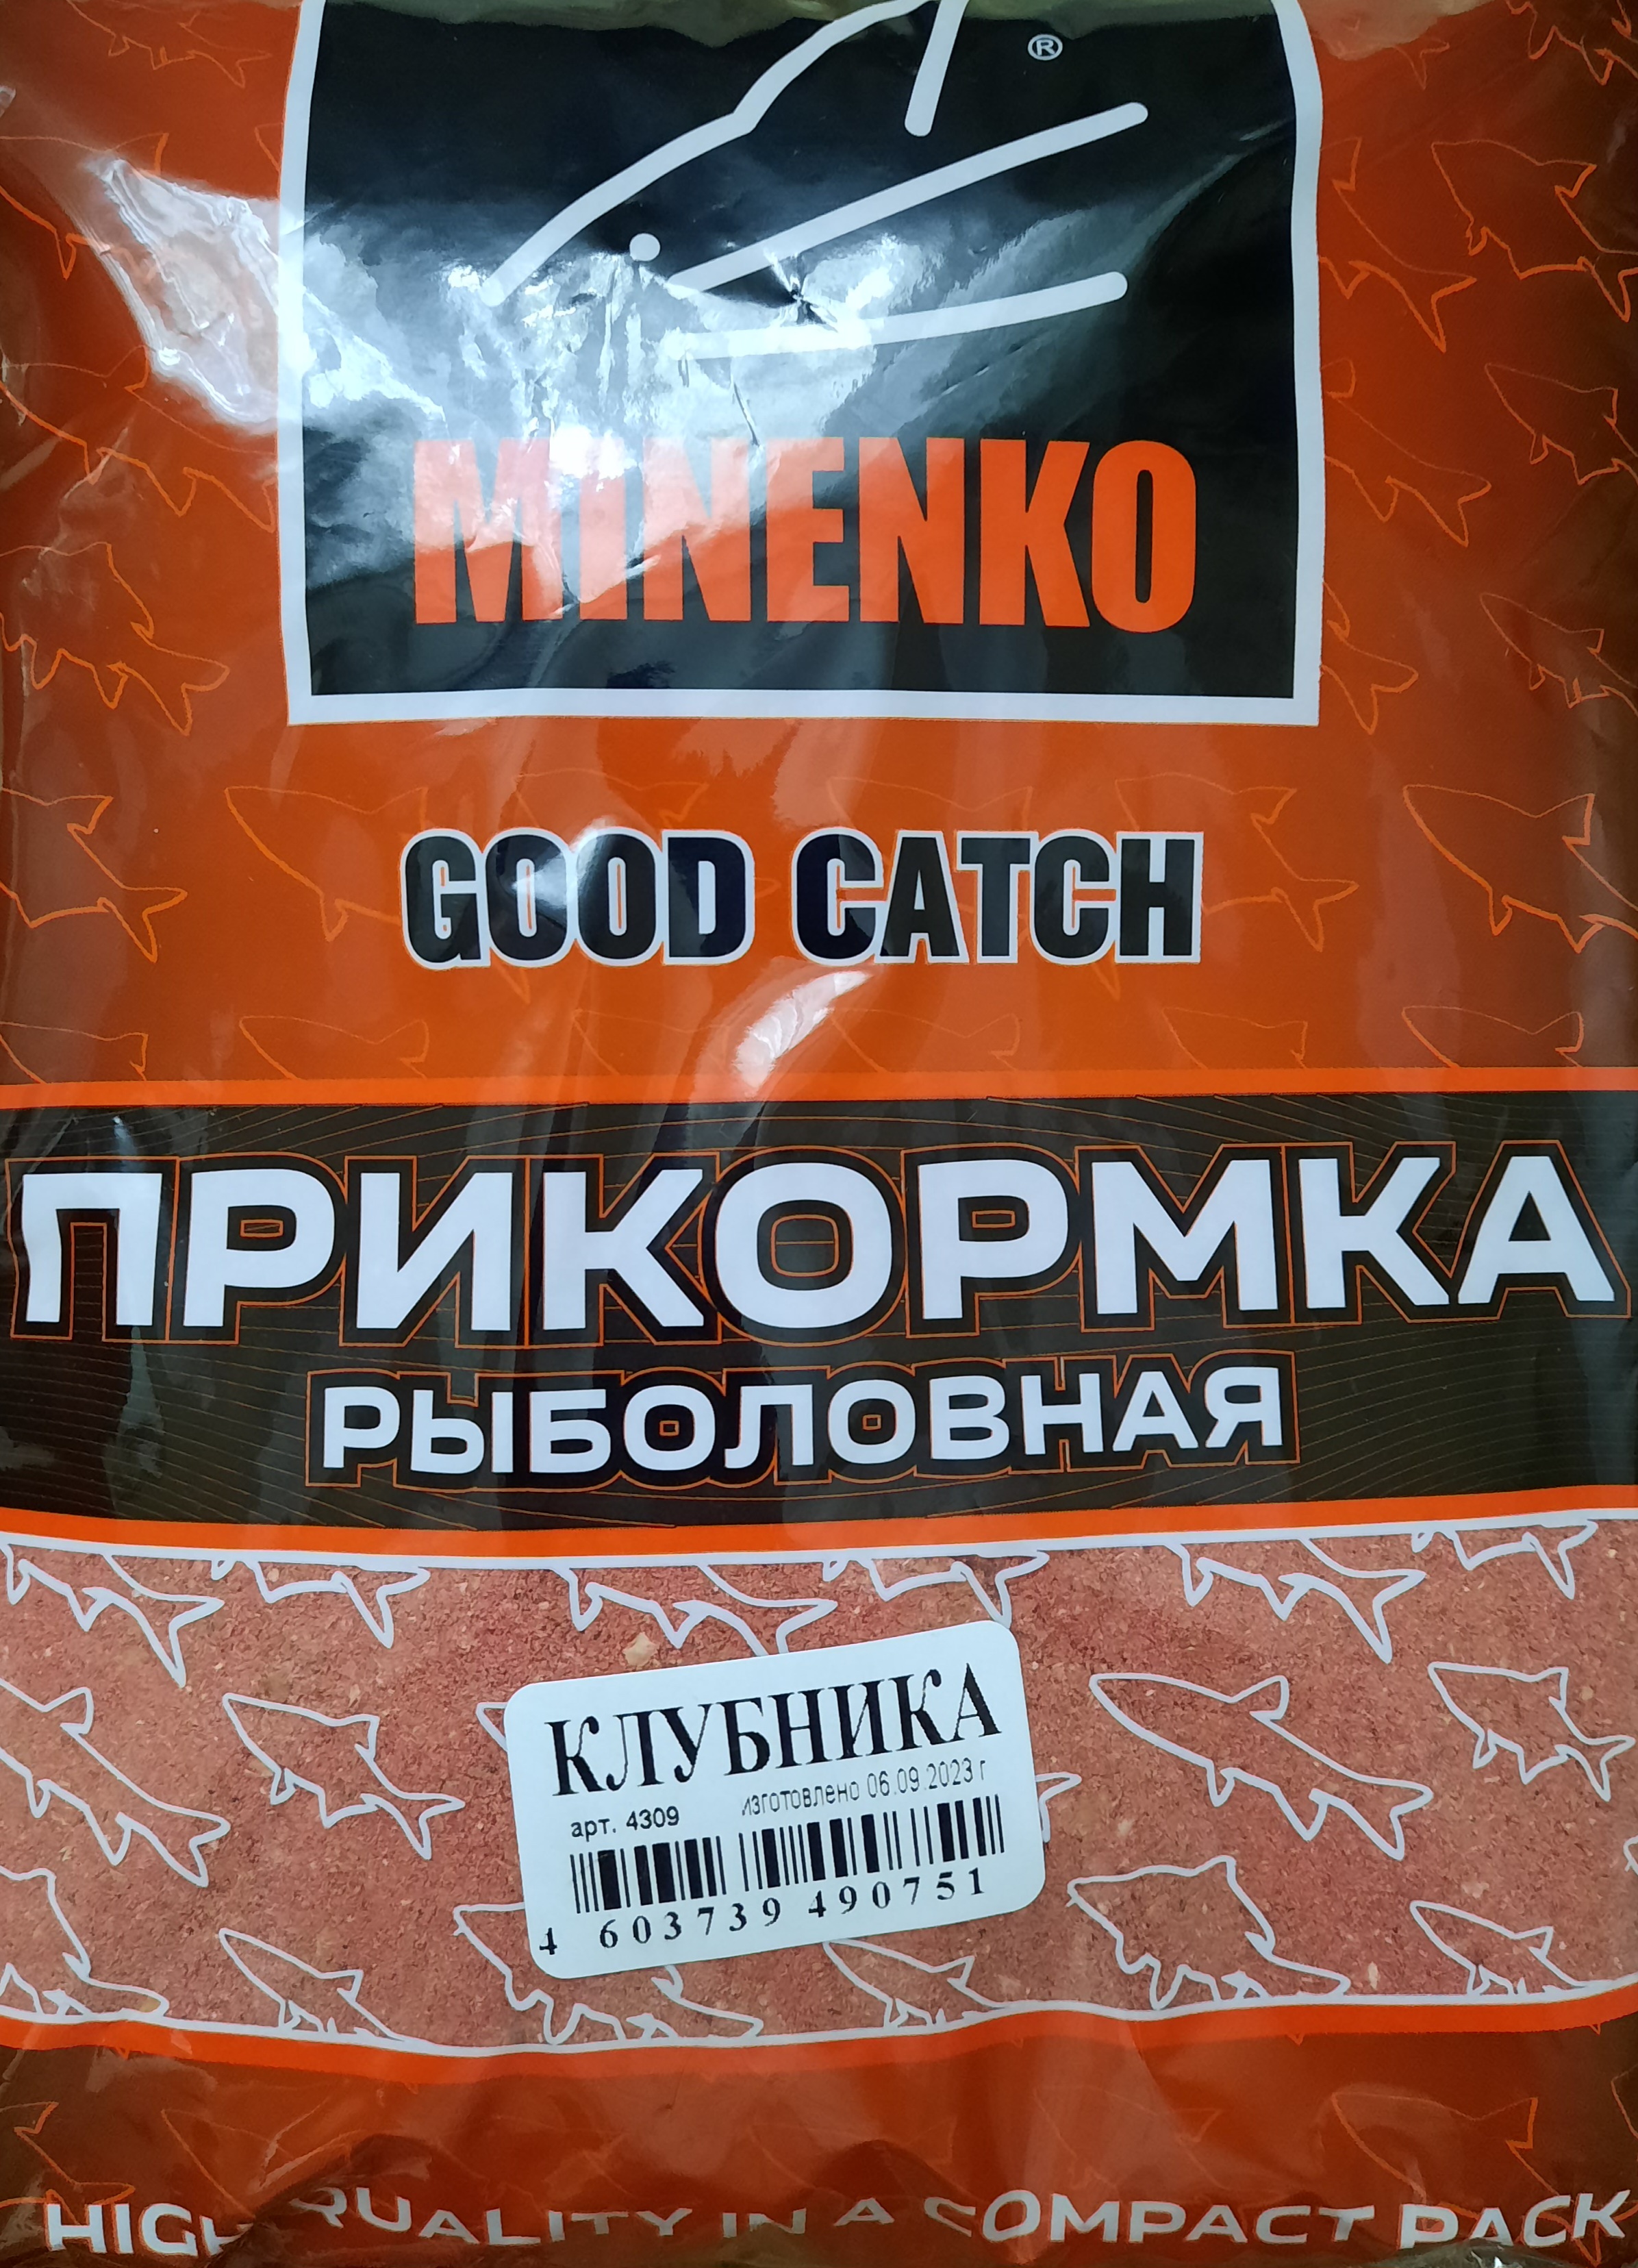 ®
MINENKO
GOOD CATCH
ПРИКОРМКА
РЫБОЛОВНАЯ
КЛУБНИКА
арт. 4309 изготовлено 06.09.2023 г
4 603739 490751
HIGH QUALITY IN A COMPACT PACK